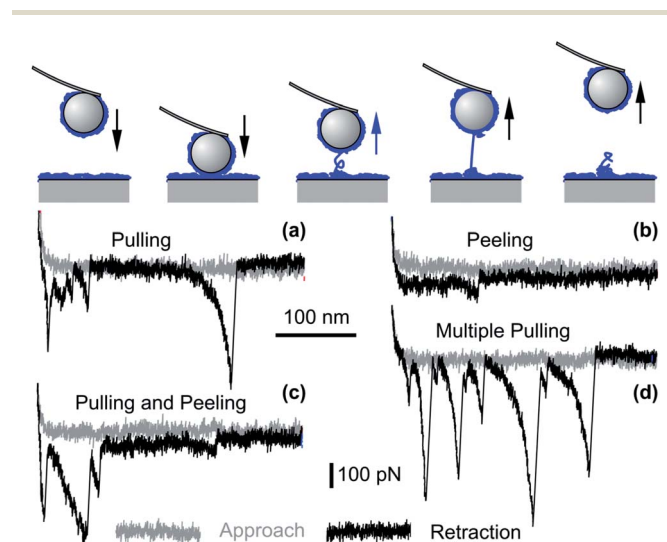 (a)
Pulling
(b)
Peeling
100 nm
Multiple Pulling
(c)
Pulling and Peeling
(d)
100 pN
Approach
Retraction